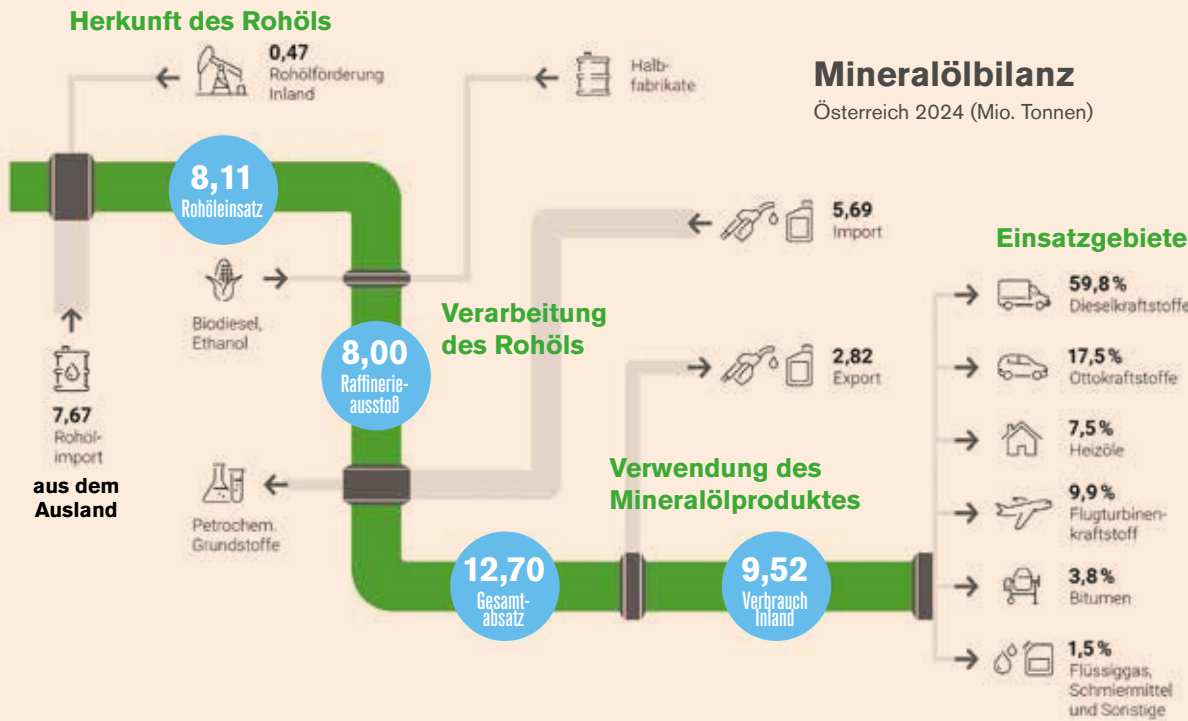 Herkunft des Rohöls
0,47
Rohölförderung
Inland
Halb-
fabrikate
Mineralölbilanz
Österreich 2024 (Mio. Tonnen)
8,11
Rohöleinsatz
5,69
Import
Einsatzgebiete
Biodiesel,
Ethanol
Verarbeitung
des Rohöls
8,00
Raffinerie-
ausstoß
2,82
Export
7,67
Rohöl-
import
aus dem
Ausland
Petrochem.
Grundstoffe
Verwendung des
Mineralölproduktes
12,70
Gesamt-
absatz
9,52
Verbrauch
Inland
59,8%
Dieselkraftstoffe
17,5%
Ottokraftstoffe
7,5%
Heizöle
9,9%
Flugturbinen-
kraftstoff
3,8%
Bitumen
1,5%
Flüssiggas,
Schmiermittel
und Sonstige